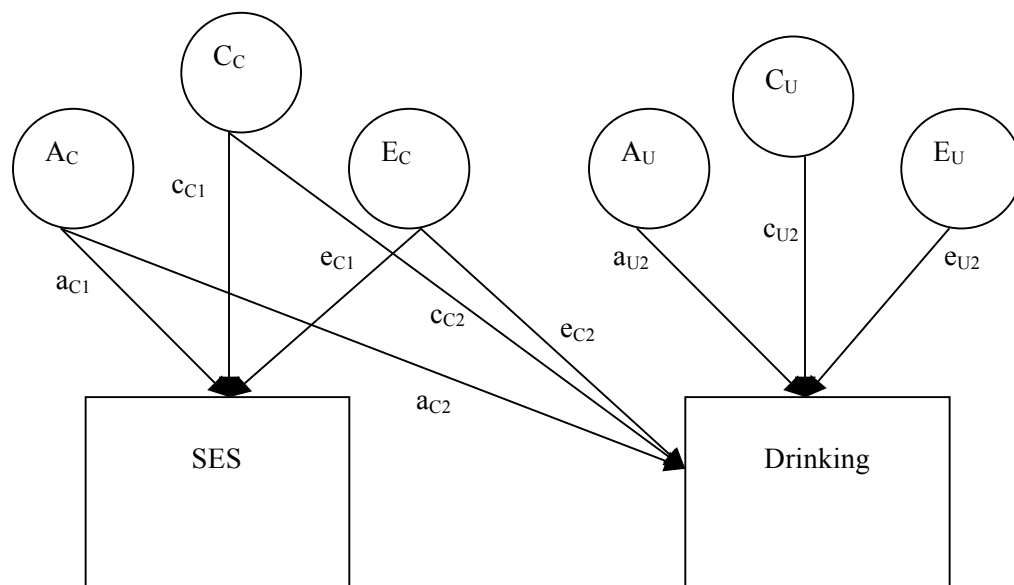 C_C
C_U
A_C
E_C
A_U
E_U
c_C1
c_U2
a_U2
e_C1
e_U2
a_C1
c_C2
e_C2
a_C2
SES
Drinking